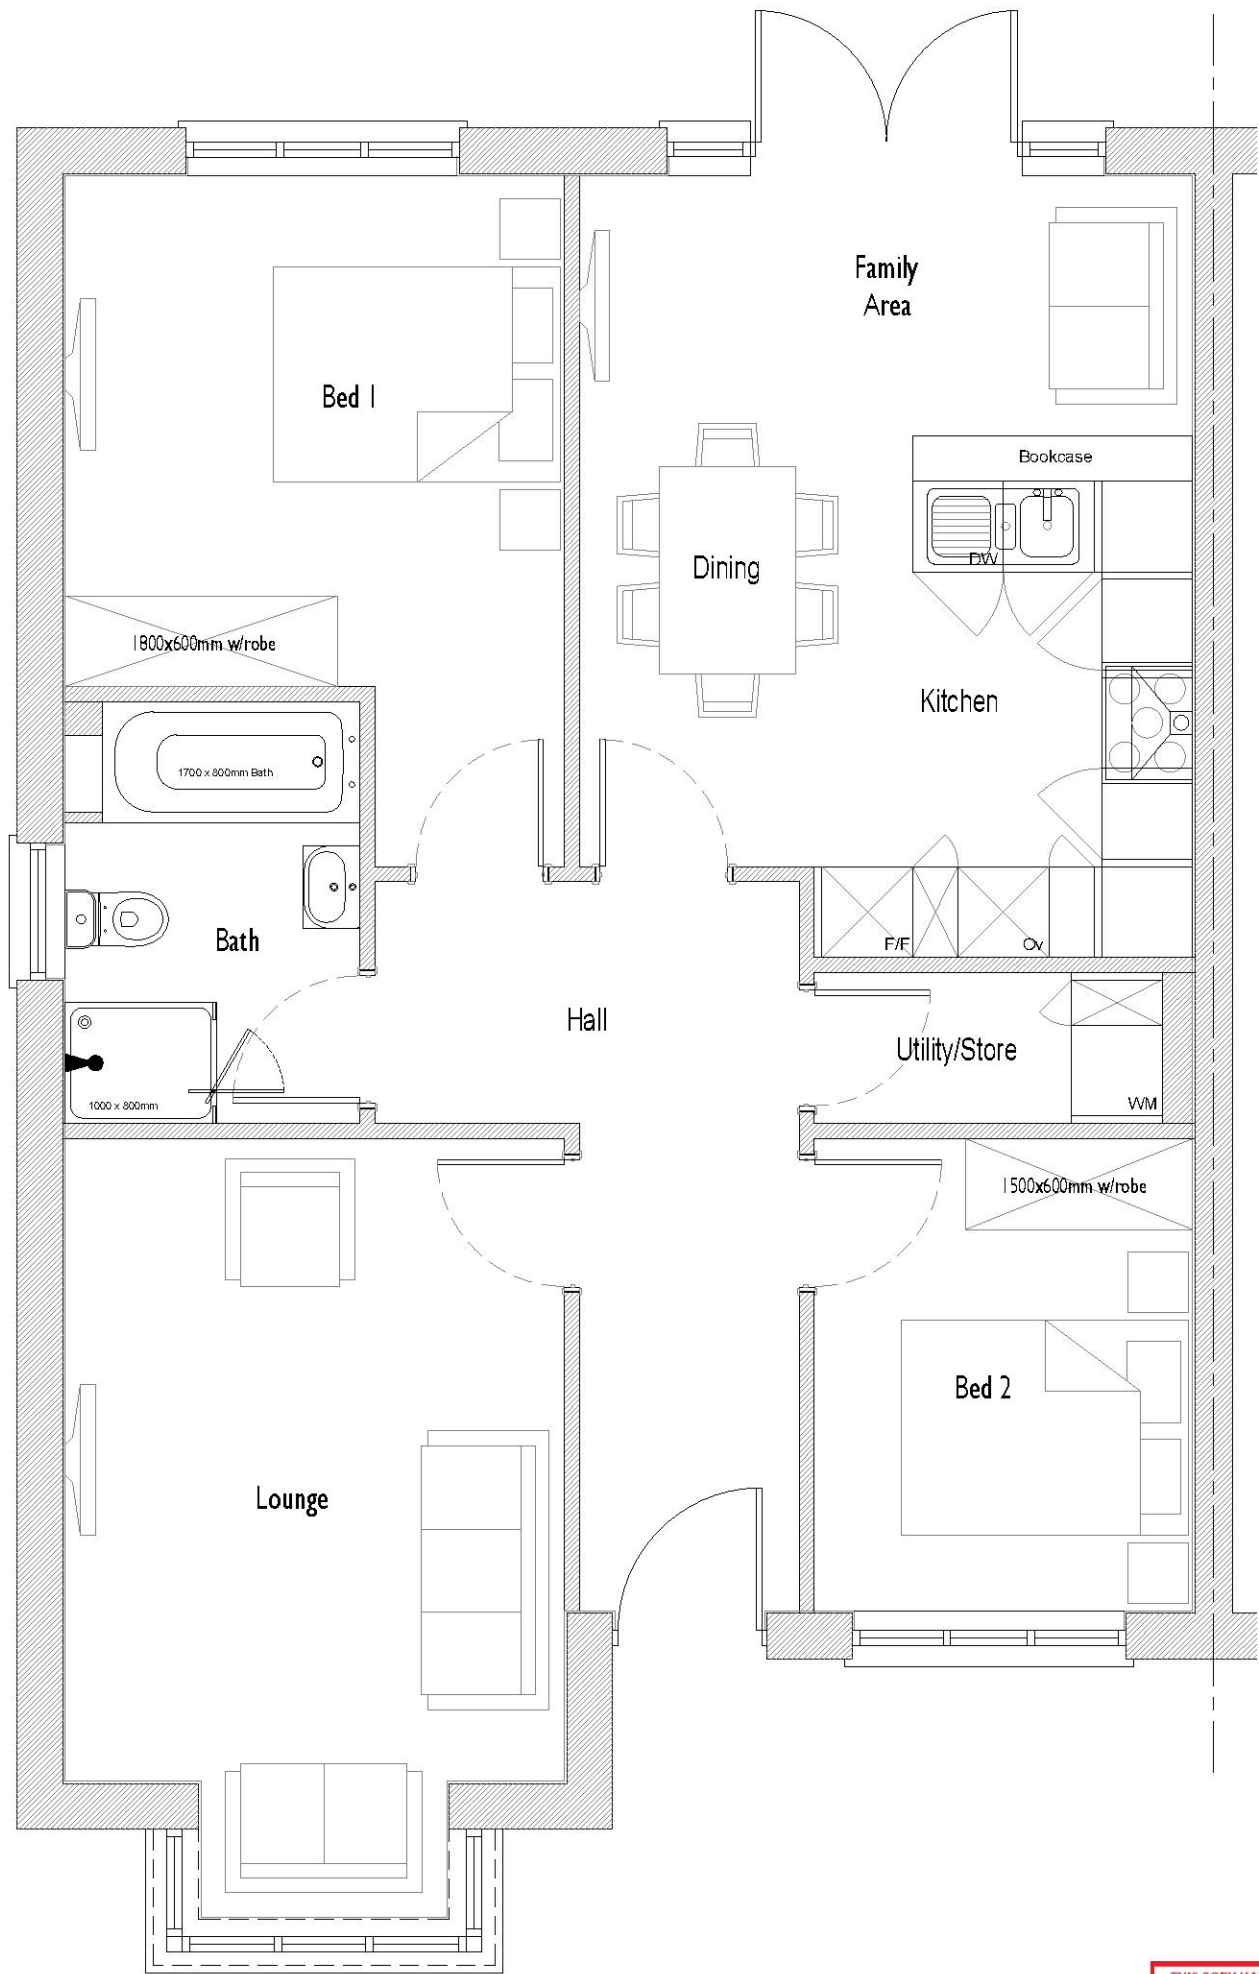 Family
Area
Bed 1
Bookcase
DW
Dining
1800x600mm w/robe
Kitchen
1700 x 800mm Bath
Bath
F/F
Ov
Hall
Utility/Store
1000 x 800mm
WM
1500x600mm w/robe
Bed 2
Lounge